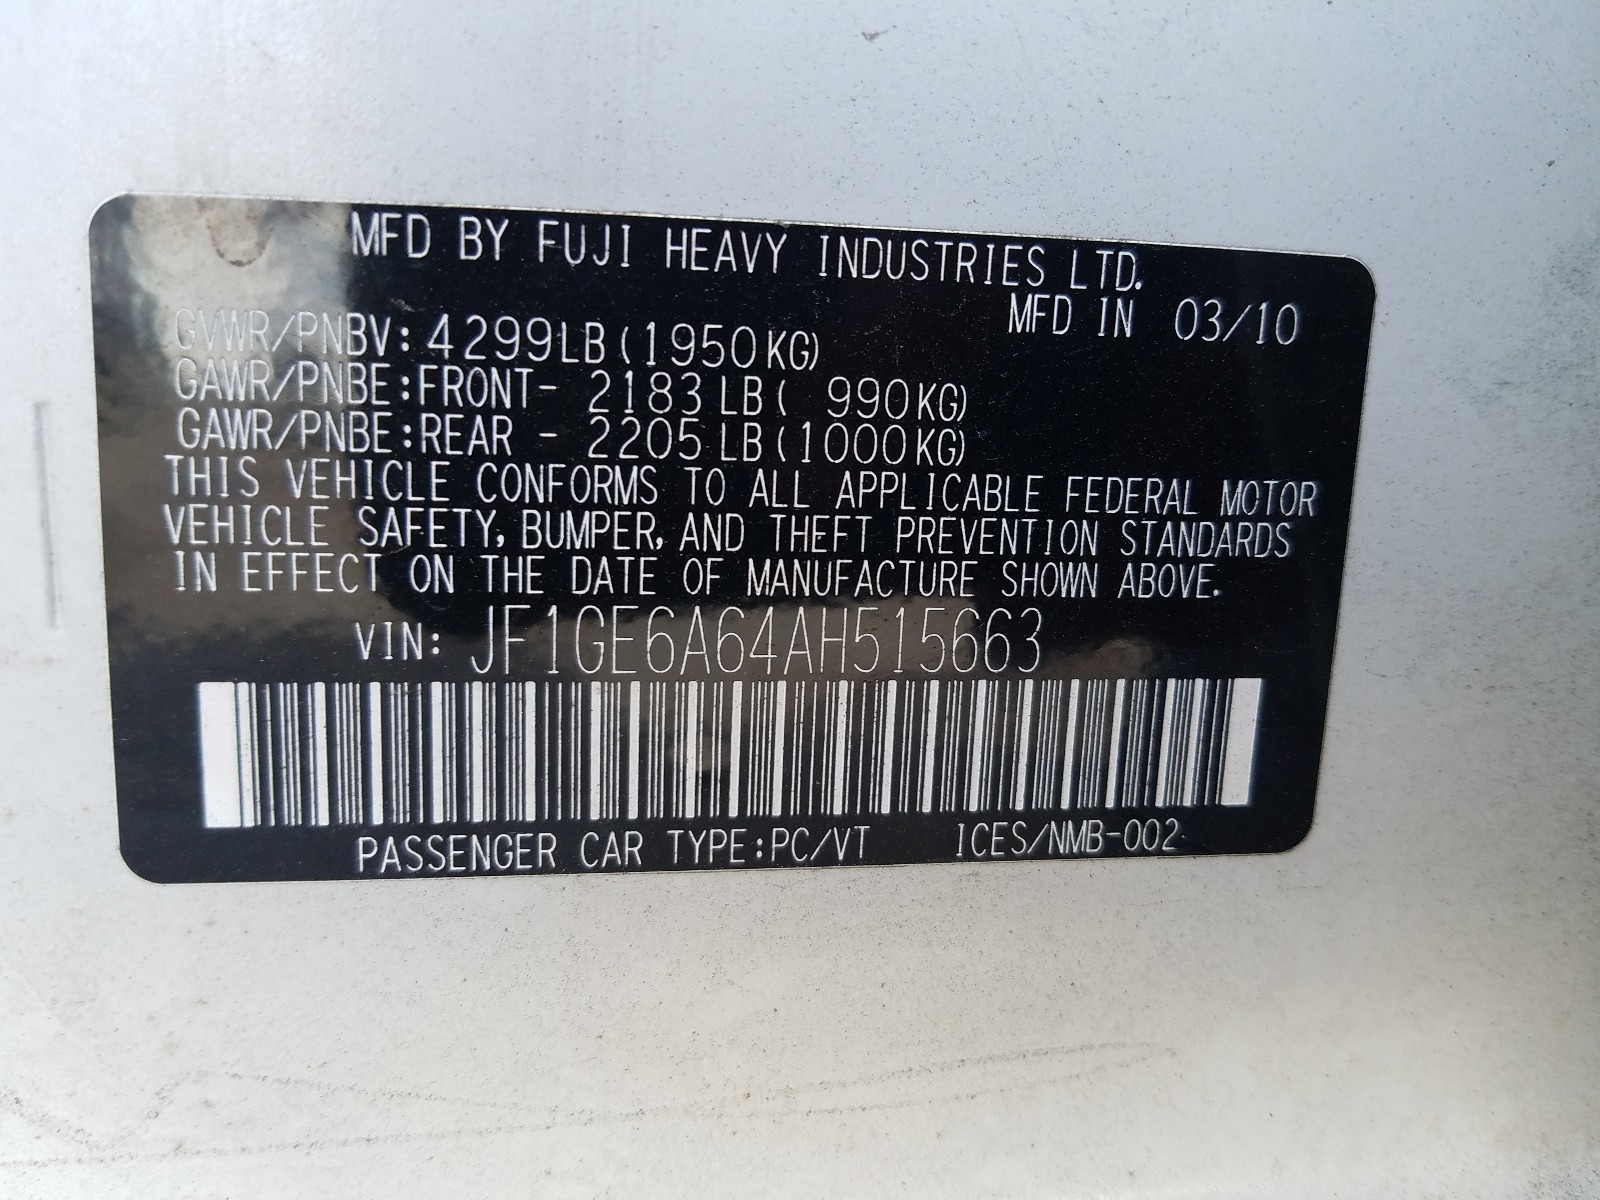 MFD BY FUJI HEAVY INDUSTRIES LTD.
MFD IN 03/10
GVWR/PNBV: 4299LB (1950KG)
GAWR/PNBE:FRONT- 2183 LB ( 990KG)
GAWR/PNBE:REAR - 2205 LB (1000KG)
THIS VEHICLE CONFORMS TO ALL APPLICABLE FEDERAL MOTOR
VEHICLE SAFETY, BUMPER, AND THEFT PREVENTION STANDARDS
IN EFFECT ON THE DATE OF MANUFACTURE SHOWN ABOVE.
VIN: JF1GE6A64AH515663
PASSENGER CAR TYPE:PC/VT ICES/NMB-002